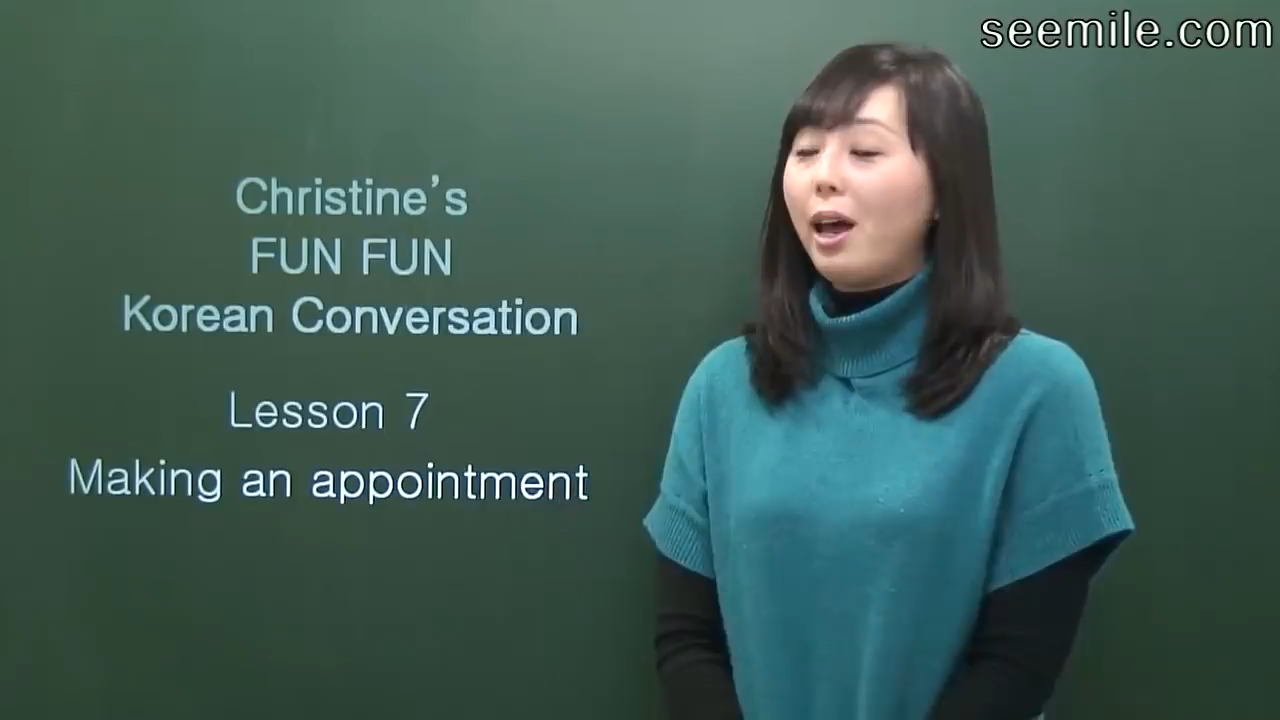 seemile.com
Christine's
FUN FUN
Korean Conversation
Lesson 7
Making an appointment